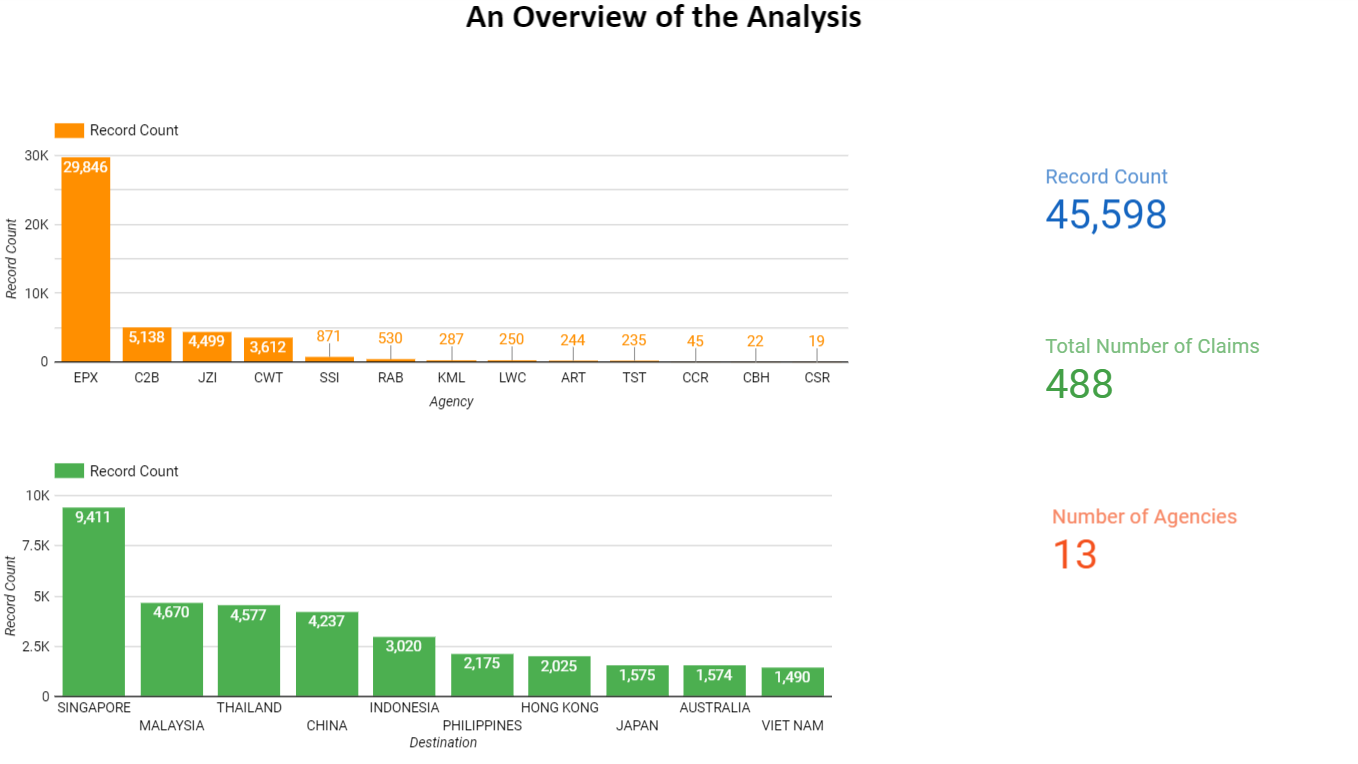 An Overview of the Analysis
Record Count
30K
20K
10K
0
Record Count
29,846
5,138
4,499
3,612
871
530
287
250
244
235
45
22
19
EPX C2B JZI CWT SSI RAB KML LWC ART TST CCR CBH CSR
Agency
Record Count
45,598
Total Number of Claims
488
Number of Agencies
13
Record Count
10K
7.5K
5K
2.5K
0
Record Count
9,411
4,670
4,577
4,237
3,020
2,175
2,025
1,575
1,574
1,490
SINGAPORE THAILAND INDONESIA HONG KONG AUSTRALIA
MALAYSIA CHINA PHILIPPINES JAPAN VIET NAM
Destination